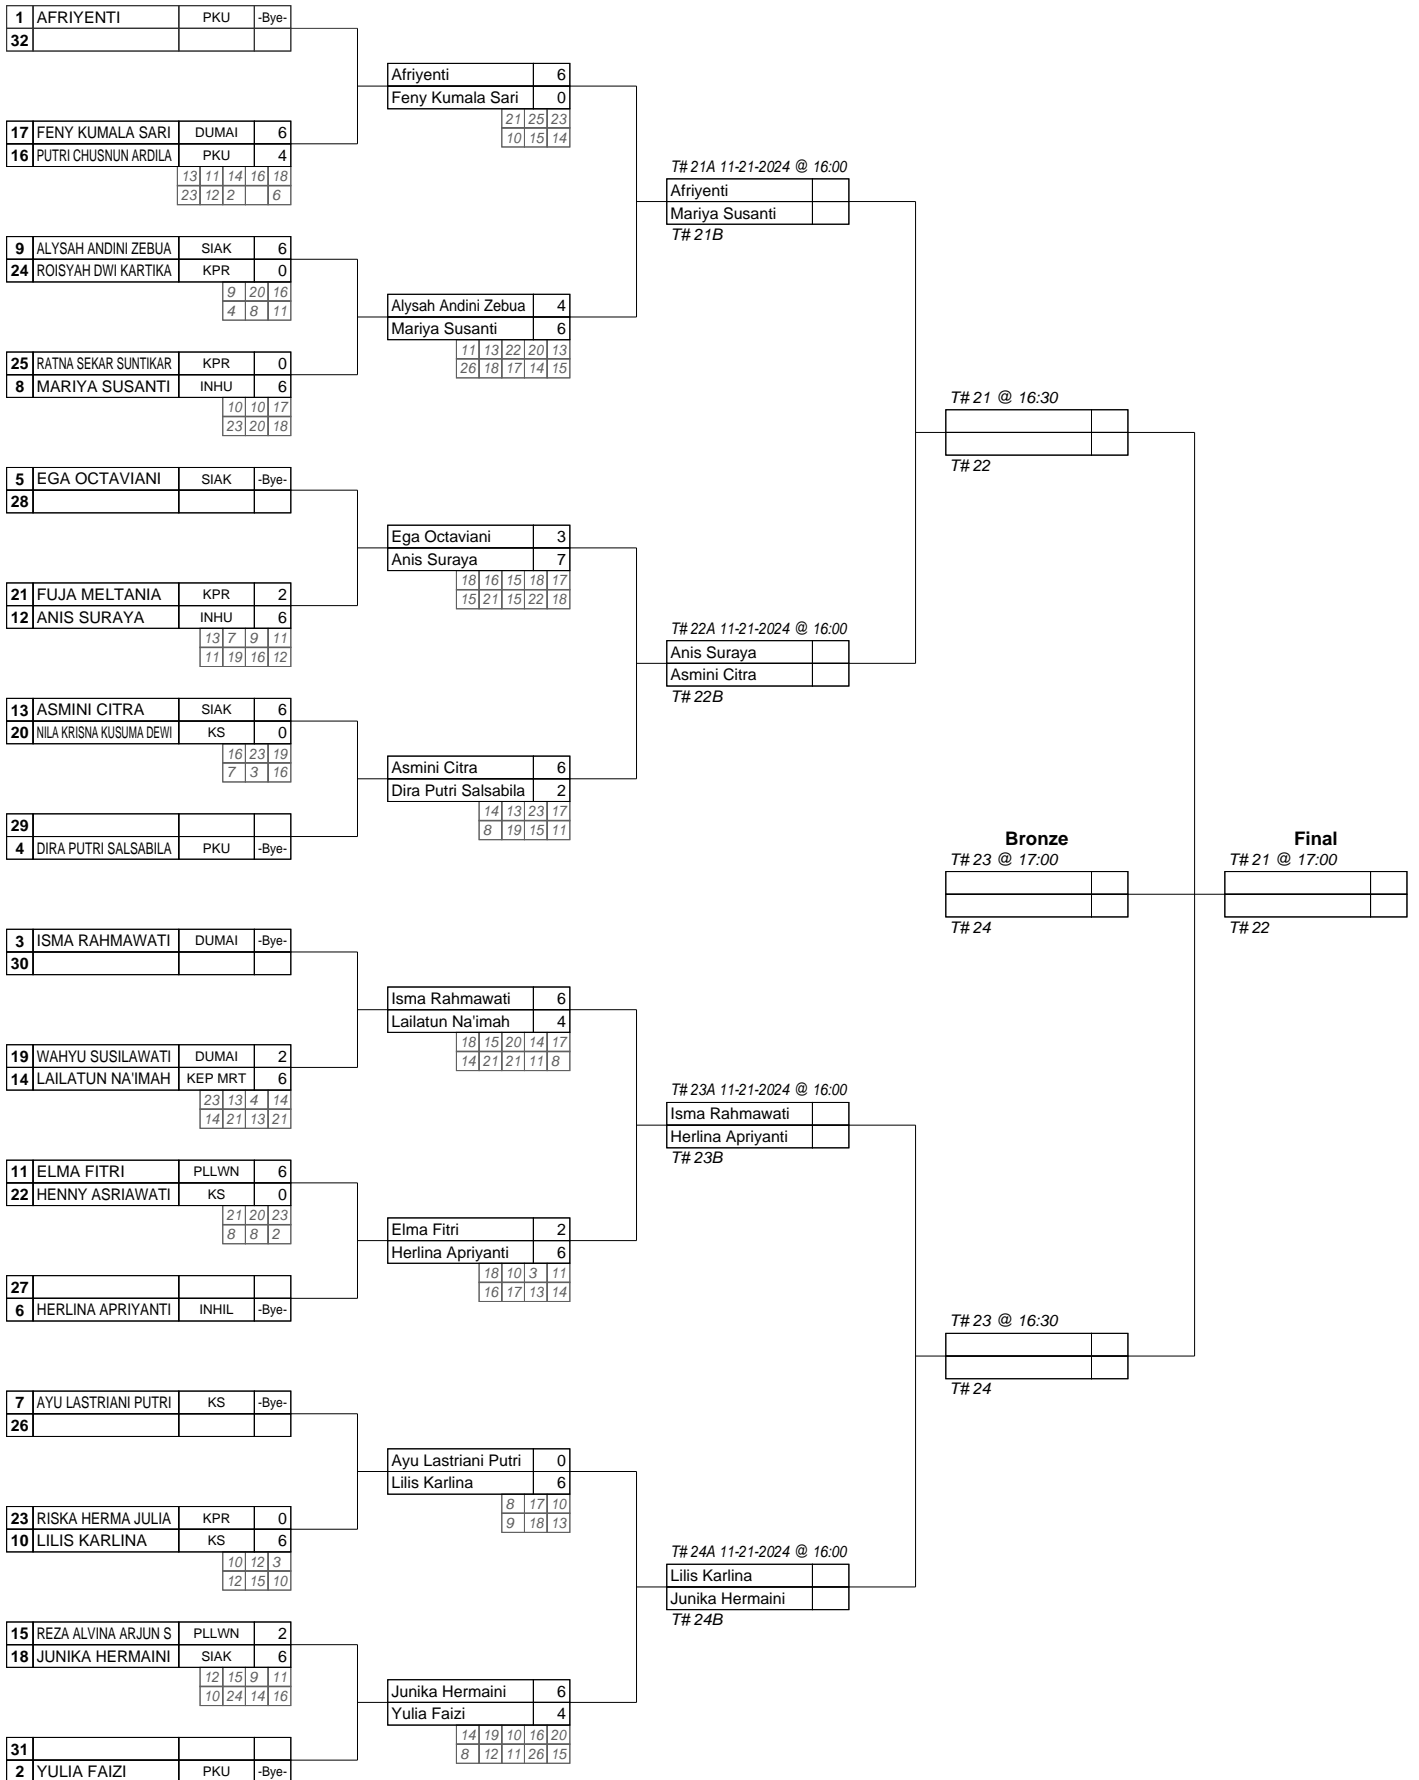 1 AFRIYENTI PKU -Bye-
32
17 FENY KUMALA SARI DUMAI 6
16 PUTRI CHUSNUN ARDILA PKU 4
13 11 14 16 18
23 12 2 6
9 ALYSAH ANDINI ZEBUA SIAK 6
24 ROISYAH DWI KARTIKA KPR 0
9 20 16
4 8 11
25 RATNA SEKAR SUNTIKAR KPR 0
8 MARIYA SUSANTI INHU 6
10 10 17
23 20 18
5 EGA OCTAVIANI SIAK -Bye-
28
21 FUJA MELTANIA KPR 2
12 ANIS SURAYA INHU 6
13 7 9 11
11 19 16 12
13 ASMINI CITRA SIAK 6
20 NILA KRISNA KUSUMA DEWI KS 0
16 23 19
7 3 16
29
4 DIRA PUTRI SALSABILA PKU -Bye-
3 ISMA RAHMAWATI DUMAI -Bye-
30
19 WAHYU SUSILAWATI DUMAI 2
14 LAILATUN NA'IMAH KEP MRT 6
23 13 4 14
14 21 13 21
11 ELMA FITRI PLLWN 6
22 HENNY ASRIAWATI KS 0
21 20 23
8 8 2
27
6 HERLINA APRIYANTI INHIL -Bye-
7 AYU LASTRIANI PUTRI KS -Bye-
26
23 RISKA HERMA JULIA KPR 0
10 LILIS KARLINA KS 6
10 12 3
12 15 10
15 REZA ALVINA ARJUN S PLLWN 2
18 JUNIKA HERMAINI SIAK 6
12 15 9 11
10 24 14 16
31
2 YULIA FAIZI PKU -Bye-
Afriyenti 6
Feny Kumala Sari 0
21 25 23
10 15 14
Alysah Andini Zebua 4
Mariya Susanti 6
11 13 22 20 13
26 18 17 14 15
Ega Octaviani 3
Anis Suraya 7
18 16 15 18 17
15 21 15 22 18
Asmini Citra 6
Dira Putri Salsabila 2
14 13 23 17
8 19 15 11
Isma Rahmawati 6
Lailatun Na'imah 4
18 15 20 14 17
14 21 21 11 8
Elma Fitri 2
Herlina Apriyanti 6
18 10 3 11
16 17 13 14
Ayu Lastriani Putri 0
Lilis Karlina 6
8 17 10
9 18 13
Junika Hermaini 6
Yulia Faizi 4
14 19 10 16 20
8 12 11 26 15
T# 21A 11-21-2024 @ 16:00
Afriyenti
Mariya Susanti
T# 21B
T# 22A 11-21-2024 @ 16:00
Anis Suraya
Asmini Citra
T# 22B
T# 23A 11-21-2024 @ 16:00
Isma Rahmawati
Herlina Apriyanti
T# 23B
T# 24A 11-21-2024 @ 16:00
Lilis Karlina
Junika Hermaini
T# 24B
T# 21 @ 16:30
T# 22
Bronze
T# 23 @ 17:00
T# 24
T# 23 @ 16:30
T# 24
Final
T# 21 @ 17:00
T# 22